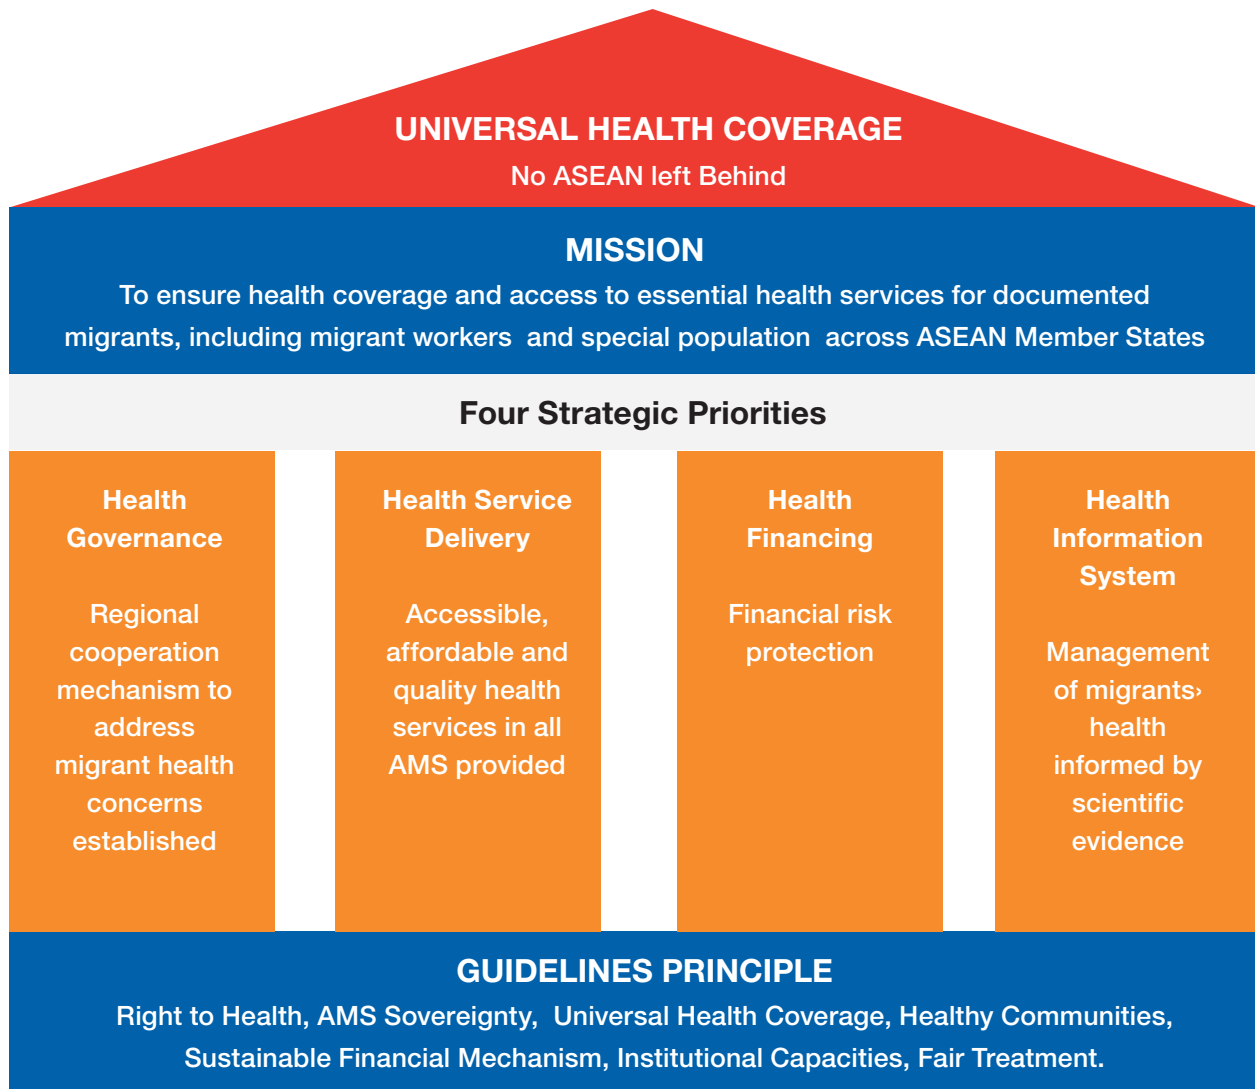 UNIVERSAL HEALTH COVERAGE
No ASEAN left Behind
MISSION
To ensure health coverage and access to essential health services for documented
migrants, including migrant workers and special population across ASEAN Member States
Four Strategic Priorities
Health
Governance
Regional
cooperation
mechanism to
address
migrant health
concerns
established
Health Service
Delivery
Accessible,
affordable and
quality health
services in all
AMS provided
Health
Financing
Financial risk
protection
Health
Information
System
Management
of migrants›
health
informed by
scientific
evidence
GUIDELINES PRINCIPLE
Right to Health, AMS Sovereignty, Universal Health Coverage, Healthy Communities,
Sustainable Financial Mechanism, Institutional Capacities, Fair Treatment.